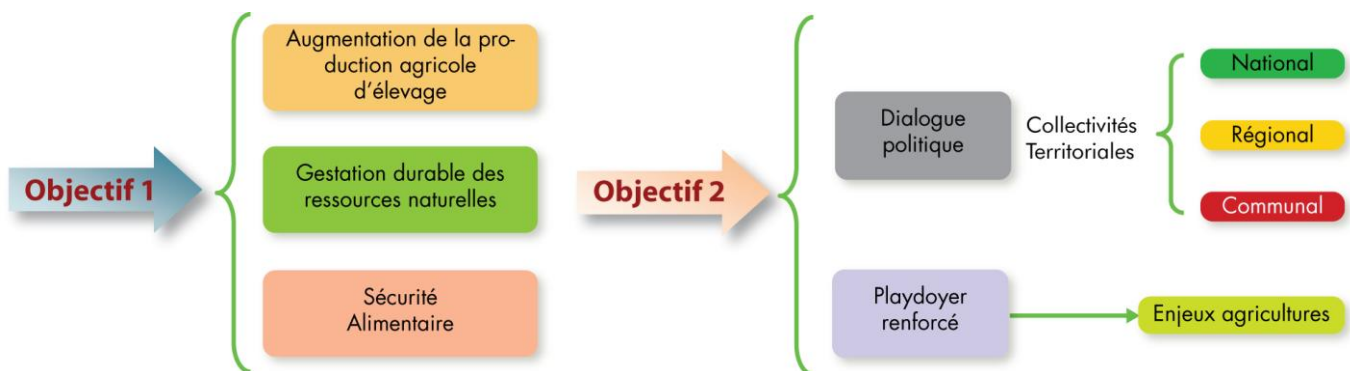 Objectif 1
Augmentation de la pro-
duction agricole
d'élevage
Gestation durable des
ressources naturelles
Sécurité
Alimentaire
Objectif 2
Dialogue
politique
Collectivités
Territoriales
National
Régional
Communal
Playdoyer
renforcé
Enjeux agricultures